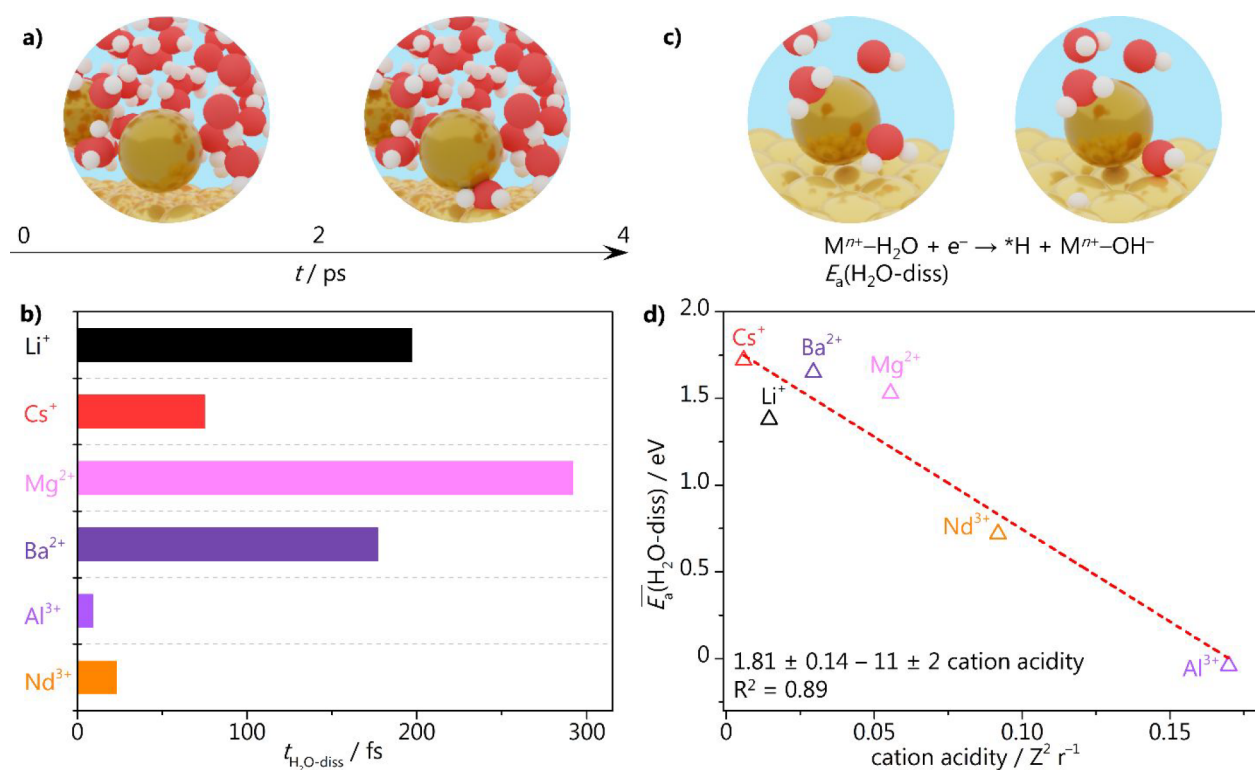 a)
0
2
4
t / ps
c)
Mⁿ⁺–H₂O + e⁻ → *H + Mⁿ⁺–OH⁻
Eₐ(H₂O-diss)
b)
Li⁺
Cs⁺
Mg²⁺
Ba²⁺
Al³⁺
Nd³⁺
0
100
200
300
t_{H₂O-diss} / fs
d)
E̅ₐ(H₂O-diss) / eV
2.0
1.5
1.0
0.5
0
Cs⁺
Ba²⁺
Mg²⁺
Li⁺
Nd³⁺
Al³⁺
1.81 ± 0.14 – 11 ± 2 cation acidity
R² = 0.89
0.05
0.10
0.15
cation acidity / Z² r⁻¹